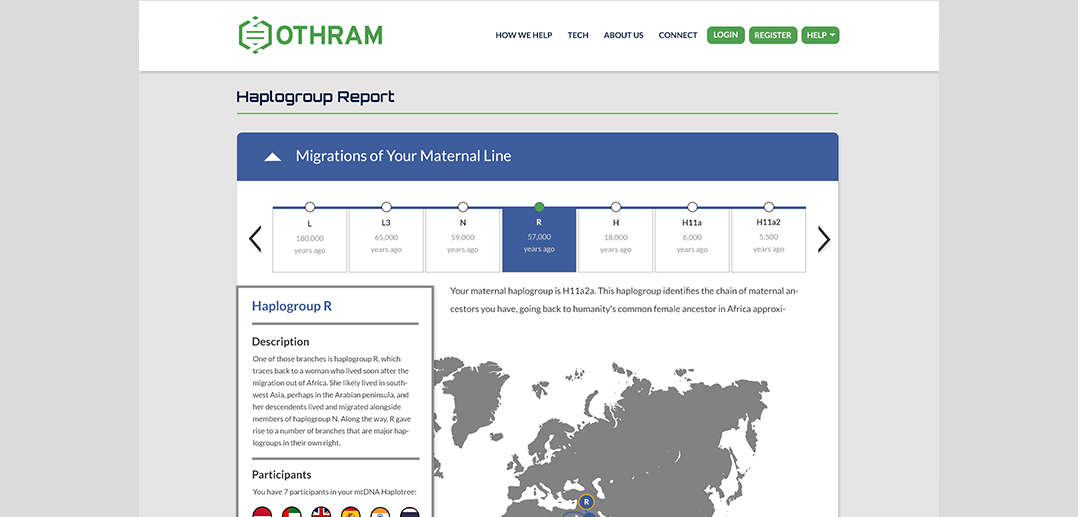 OTHRAM
HOW WE HELP TECH ABOUT US CONNECT LOGIN REGISTER HELP
Haplogroup Report
Migrations of Your Maternal Line
L L3 N R H H11a H11a2
180,000 65,000 59,000 57,000 18,000 6,000 5,500
years ago years ago years ago years ago years ago years ago years ago
Your maternal haplogroup is H11a2a. This haplogroup identifies the chain of maternal an-
cestors you have, going back to humanity's common female ancestor in Africa approxi-
Haplogroup R
Description
One of those branches is haplogroup R, which
traces back to a woman who lived soon after the
migration out of Africa. She likely lived in south-
west Asia, perhaps in the Arabian peninsula, and
her descendents lived and migrated alongside
members of haplogroup N. Along the way, R gave
rise to a number of branches that are major hap-
logroups in their own right.
Participants
You have 7 participants in your mtDNA Haplotree:
R